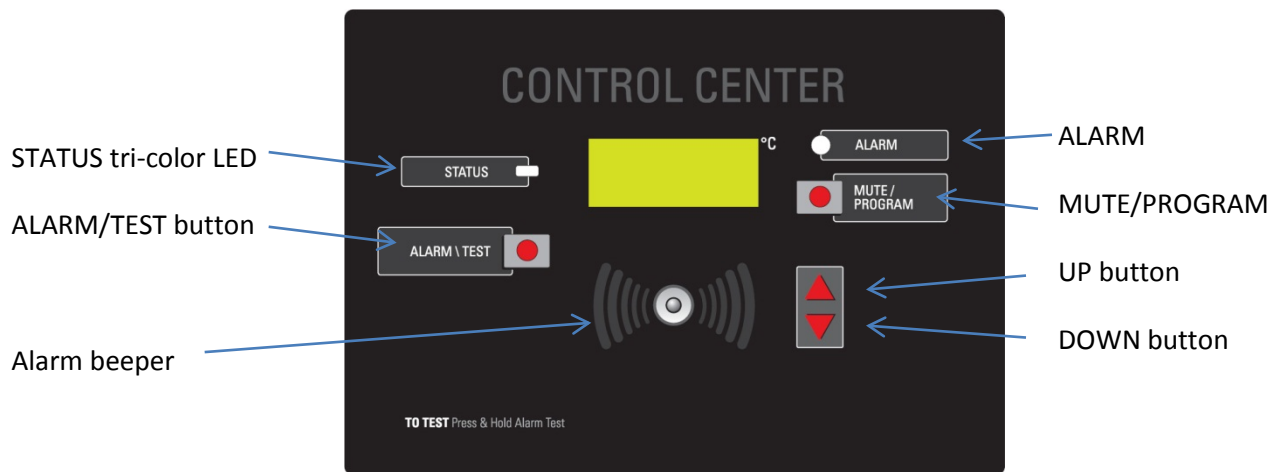 CONTROL CENTER
°C
ALARM
ALARM
STATUS tri-color LED
STATUS
MUTE /
PROGRAM
MUTE/PROGRAM
ALARM/TEST button
ALARM \ TEST
UP button
DOWN button
Alarm beeper
TO TEST Press & Hold Alarm Test